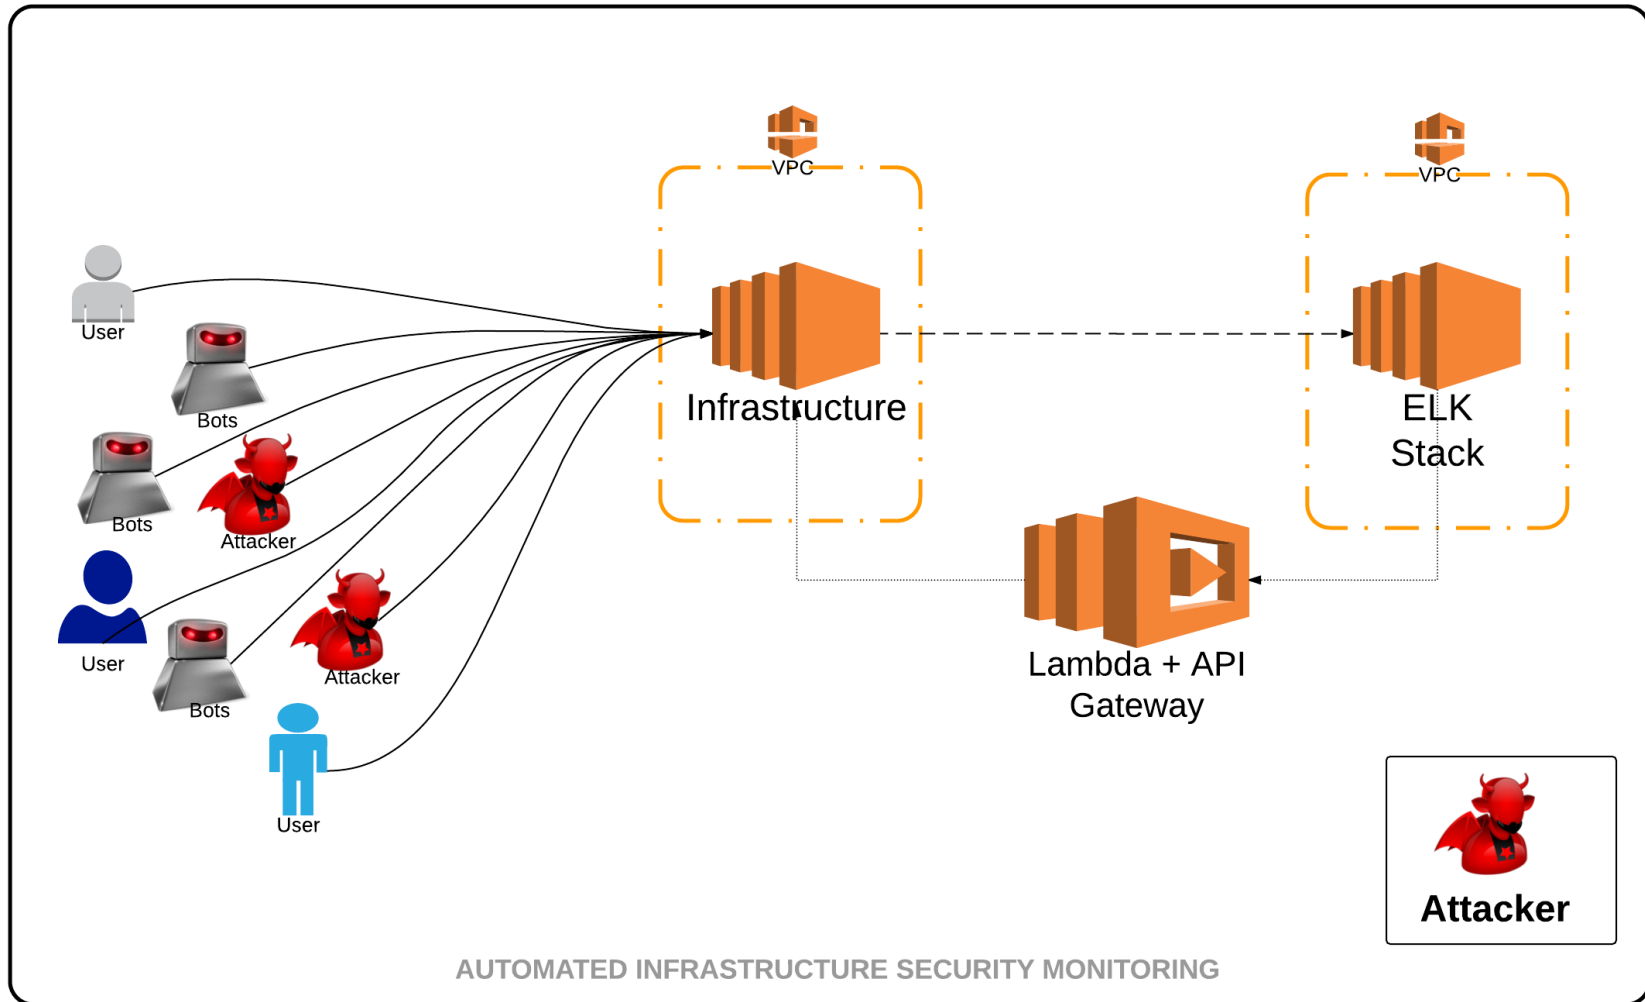 VPC
VPC
User
Bots
Infrastructure
ELK
Stack
Bots
Attacker
User
Bots
Attacker
Lambda + API
Gateway
User
Attacker
AUTOMATED INFRASTRUCTURE SECURITY MONITORING